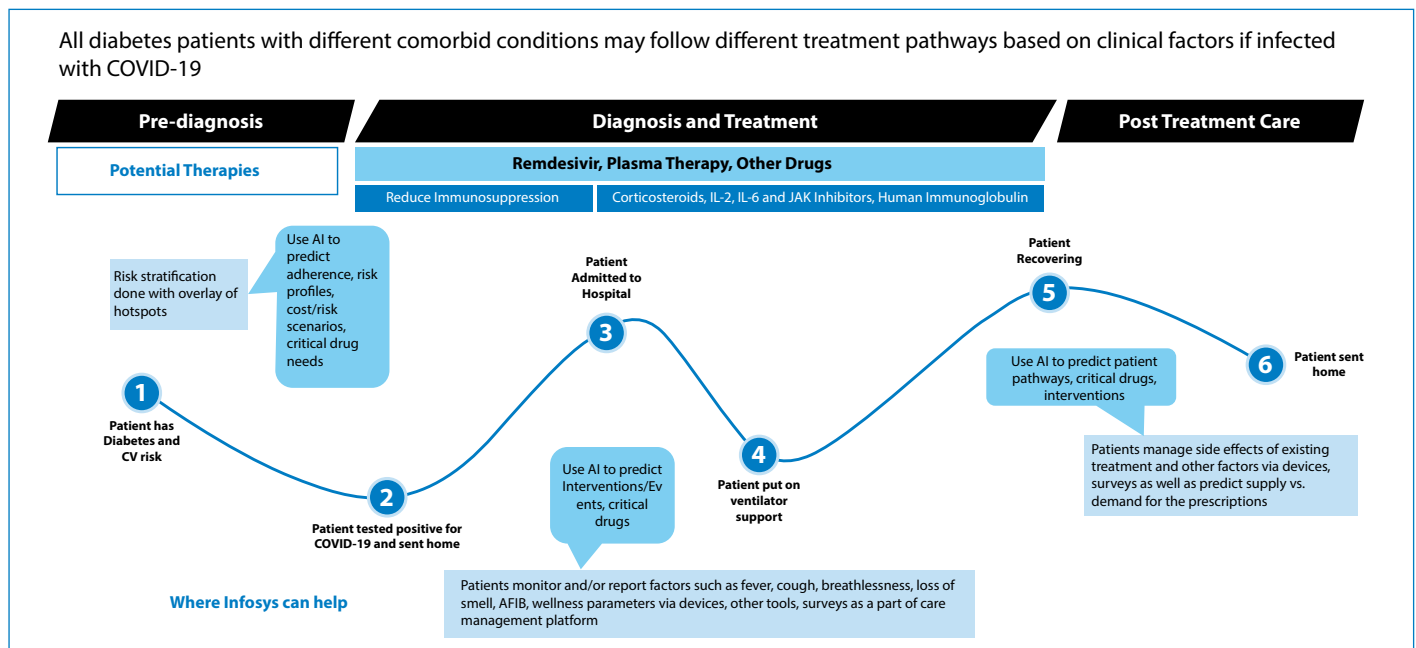 All diabetes patients with different comorbid conditions may follow different treatment pathways based on clinical factors if infected
with COVID-19
Pre-diagnosis
Diagnosis and Treatment
Post Treatment Care
Potential Therapies
Remdesivir, Plasma Therapy, Other Drugs
Reduce Immunosuppression
Corticosteroids, IL-2, IL-6 and JAK Inhibitors, Human Immunoglobulin
Risk stratification
done with overlay of
hotspots
Use AI to
predict
adherence, risk
profiles,
cost/risk
scenarios,
critical drug
needs
1
Patient has
Diabetes and
CV risk
2
Patient tested positive for
COVID-19 and sent home
Patient
Admitted to
Hospital
3
Use AI to predict
Interventions/Ev
ents, critical
drugs
4
Patient put on
ventilator
support
Patient
Recovering
5
6
Patient sent
home
Use AI to predict patient
pathways, critical drugs,
interventions
Patients manage side effects of existing
treatment and other factors via devices,
surveys as well as predict supply vs.
demand for the prescriptions
Where Infosys can help
Patients monitor and/or report factors such as fever, cough, breathlessness, loss of
smell, AFIB, wellness parameters via devices, other tools, surveys as a part of care
management platform